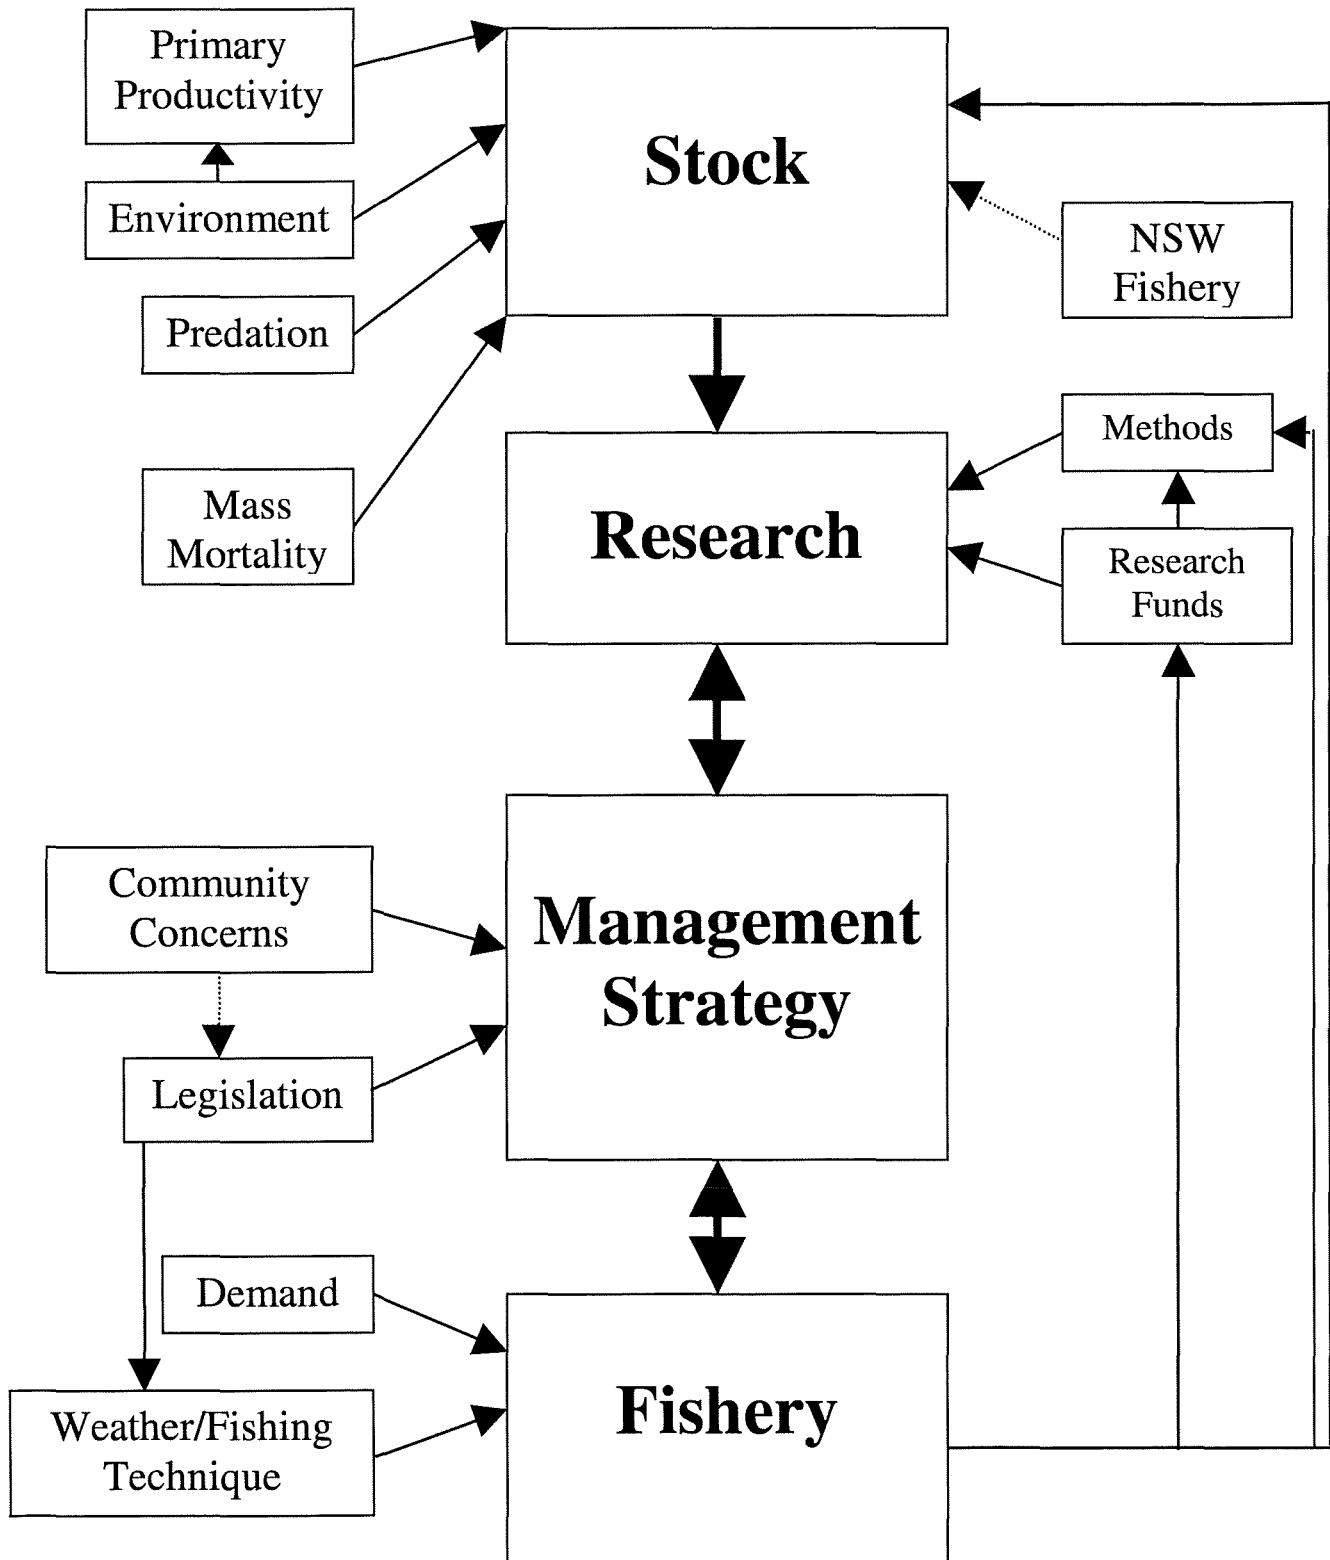 Primary
Productivity
Stock
Environment
NSW
Fishery
Predation
Methods
Mass
Mortality
Research
Research
Funds
Community
Concerns
Management
Strategy
Legislation
Demand
Fishery
Weather/Fishing
Technique